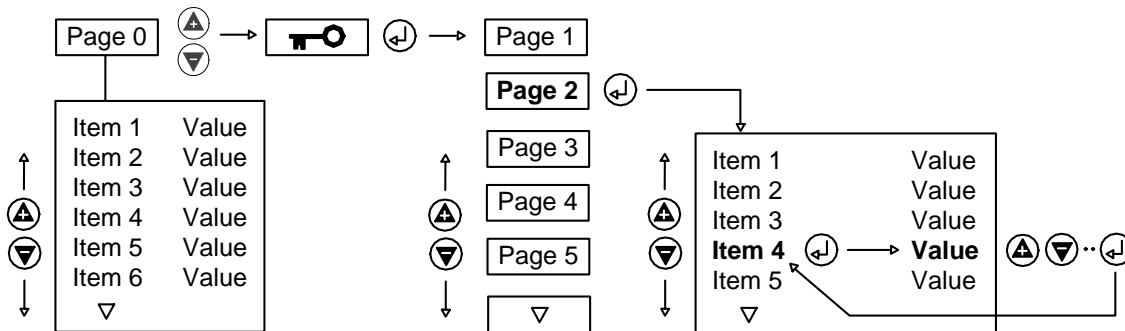 Page 0
Item 1 Value
Item 2 Value
Item 3 Value
Item 4 Value
Item 5 Value
Item 6 Value
Page 1
Page 2
Page 3
Page 4
Page 5
Item 1 Value
Item 2 Value
Item 3 Value
Item 4 Value
Item 5 Value